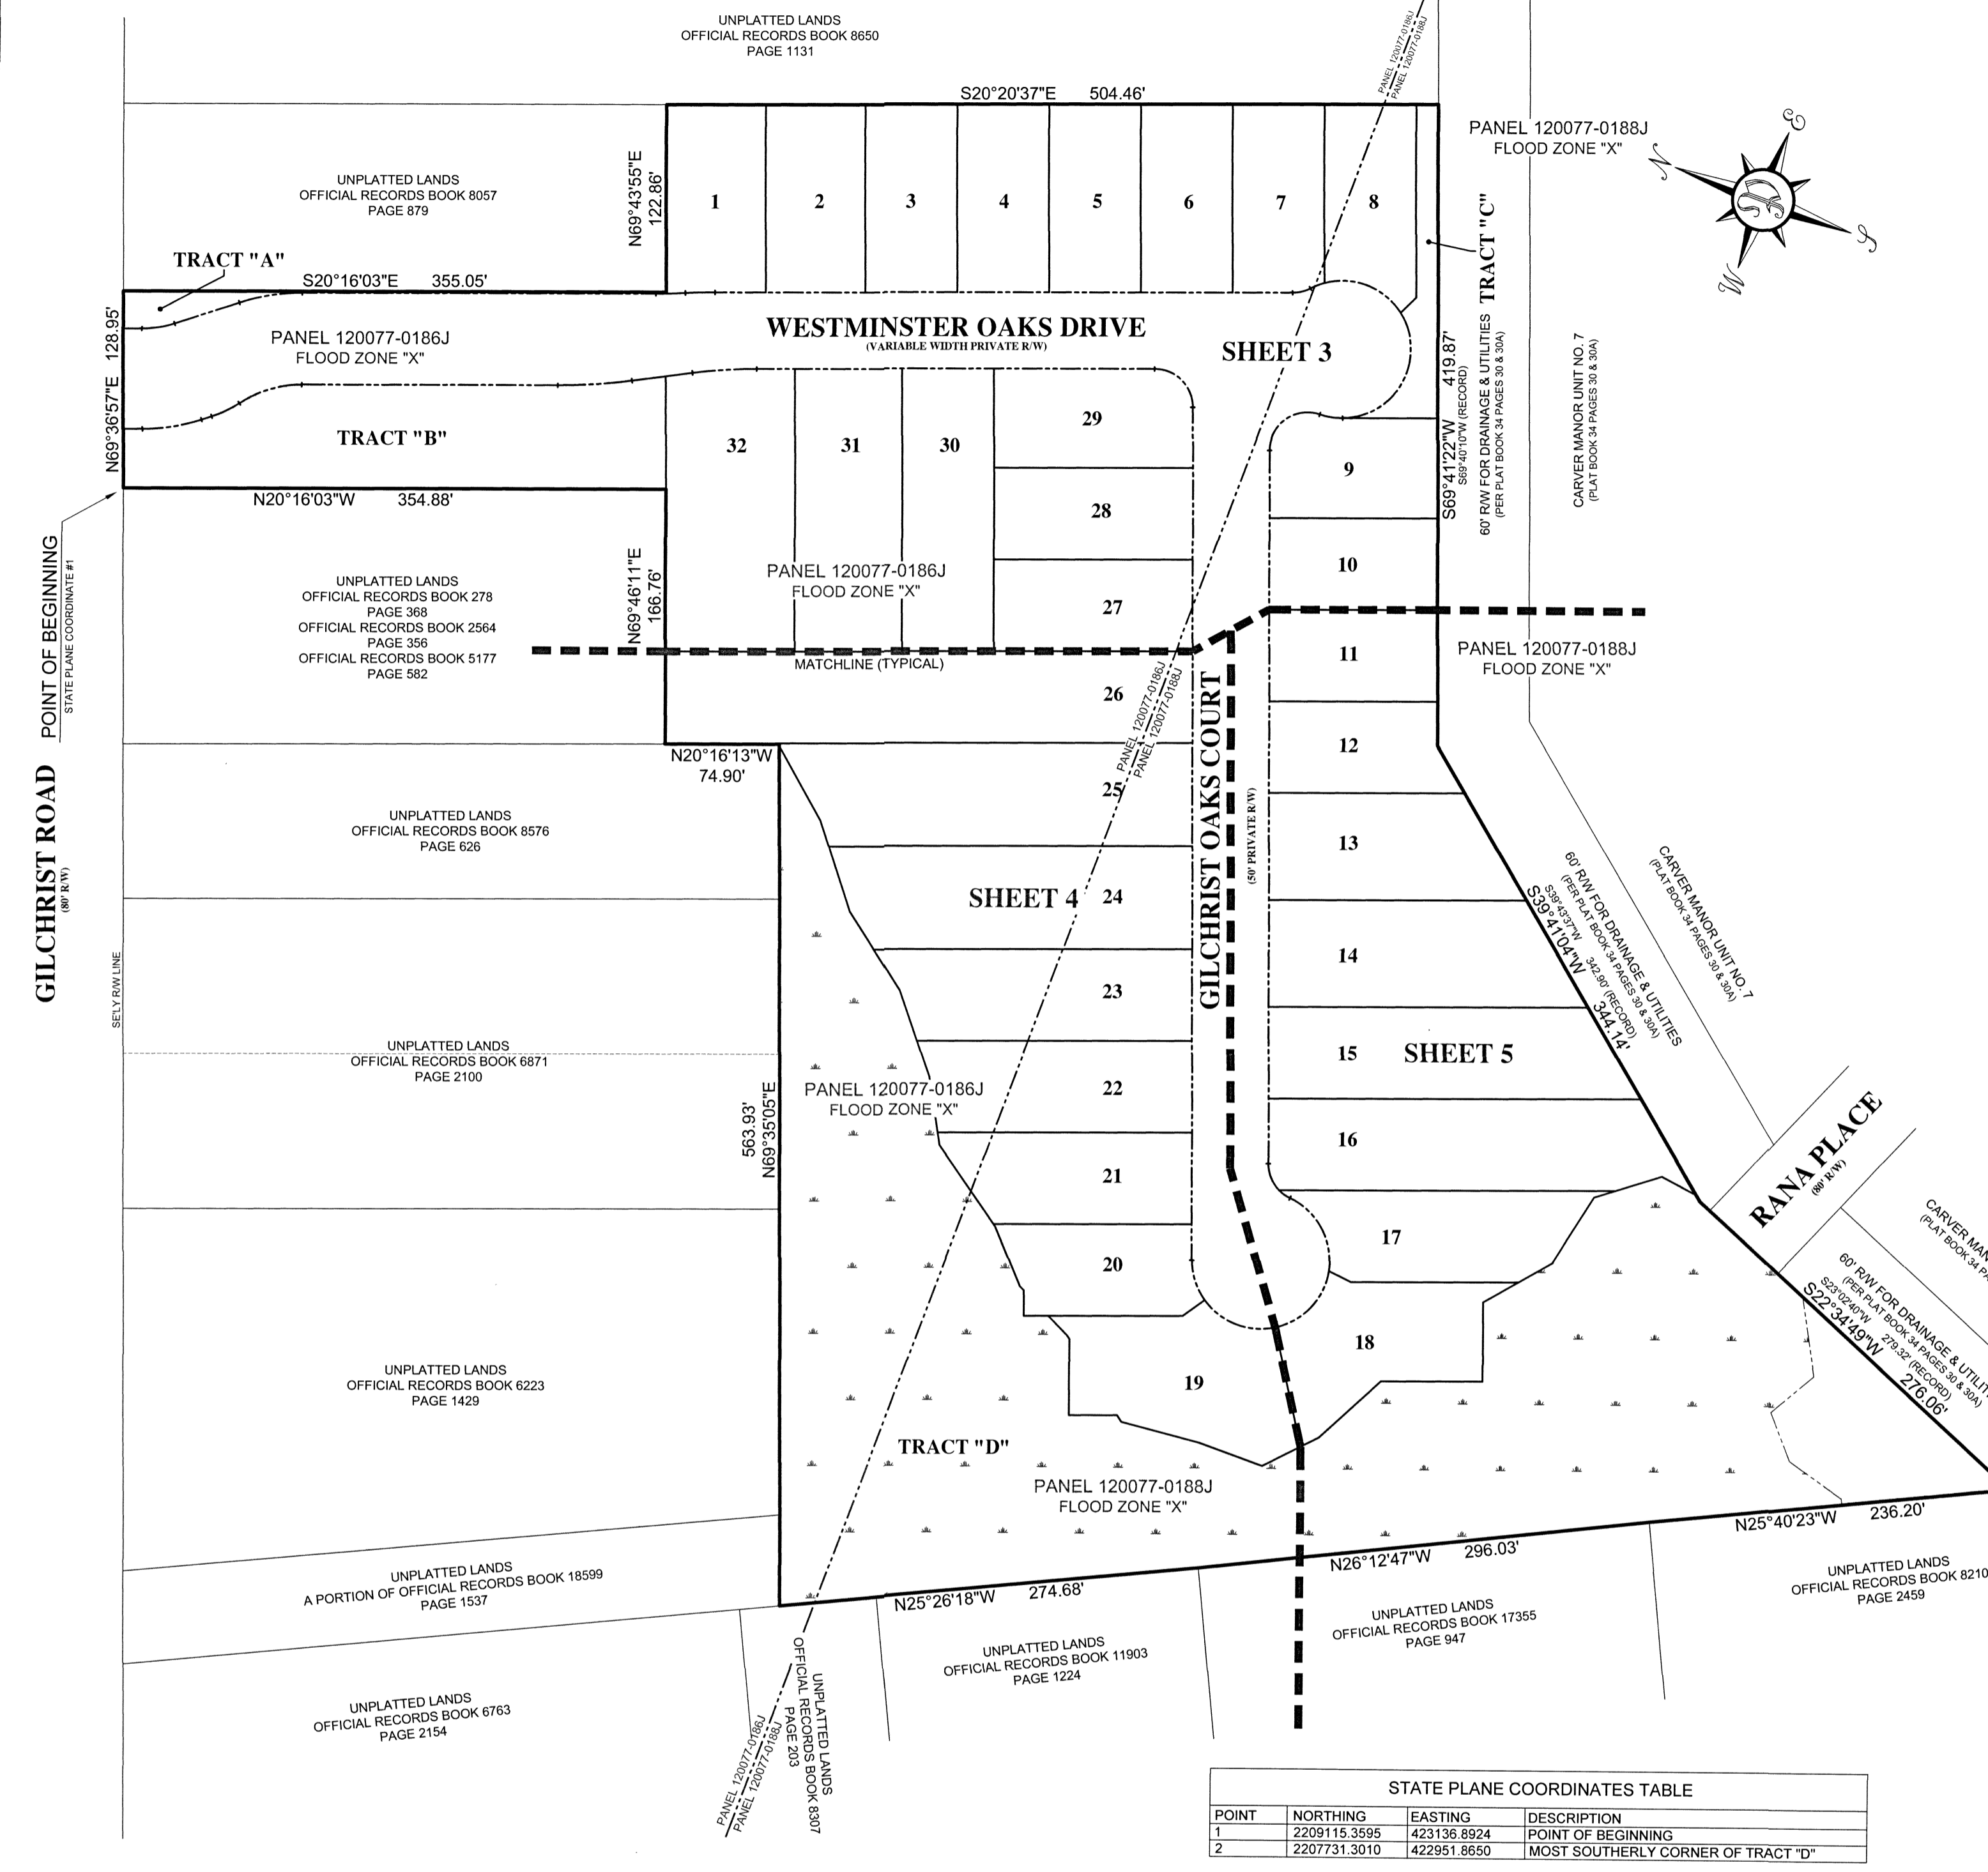 UNPLATTED LANDS
OFFICIAL RECORDS BOOK 8650
PAGE 1131
S20°20'37"E 504.46'
PANEL 120077-0186J
PANEL 120077-0188J
PANEL 120077-0188J
FLOOD ZONE "X"
N
E
S
W
UNPLATTED LANDS
OFFICIAL RECORDS BOOK 8057
PAGE 879
N69°43'55"E
122.86'
1
2
3
4
5
6
7
8
TRACT "C"
60' R/W FOR DRAINAGE & UTILITIES
(PER PLAT BOOK 34 PAGES 30 & 30A)
TRACT "A"
S20°16'03"E 355.05'
PANEL 120077-0186J
FLOOD ZONE "X"
WESTMINSTER OAKS DRIVE
(VARIABLE WIDTH PRIVATE R/W)
SHEET 3
N69°36'57"E 128.95'
TRACT "B"
S69°41'22"W 419.87'
S69°40'10"W (RECORD)
CARVER MANOR UNIT NO. 7
(PLAT BOOK 34 PAGES 30 & 30A)
32
31
30
29
28
27
9
10
N20°16'03"W 354.88'
POINT OF BEGINNING
STATE PLANE COORDINATE #1
UNPLATTED LANDS
OFFICIAL RECORDS BOOK 278
PAGE 368
OFFICIAL RECORDS BOOK 2564
PAGE 356
OFFICIAL RECORDS BOOK 5177
PAGE 582
N69°46'11"E
166.76'
PANEL 120077-0186J
FLOOD ZONE "X"
MATCHLINE (TYPICAL)
26
PANEL 120077-0186J
PANEL 120077-0188J
11
PANEL 120077-0188J
FLOOD ZONE "X"
12
N20°16'13"W
74.90'
25
GILCHRIST ROAD
(80' R/W)
SE'LY R/W LINE
UNPLATTED LANDS
OFFICIAL RECORDS BOOK 8576
PAGE 626
GILCHRIST OAKS COURT
(50' PRIVATE R/W)
13
SHEET 4
24
14
23
60' R/W FOR DRAINAGE & UTILITIES
(PER PLAT BOOK 34 PAGES 30 & 30A)
S39°43'37"W 342.90' (RECORD)
S39°41'04"W 344.14'
CARVER MANOR UNIT NO. 7
(PLAT BOOK 34 PAGES 30 & 30A)
UNPLATTED LANDS
OFFICIAL RECORDS BOOK 6871
PAGE 2100
15
SHEET 5
PANEL 120077-0186J
FLOOD ZONE "X"
22
563.93'
N69°35'05"E
16
21
RANA PLACE
(80' R/W)
17
20
CARVER MAN
(PLAT BOOK 34 PA
60' R/W FOR DRAINAGE & UTILITI
(PER PLAT BOOK 34 PAGES 30 & 30A)
S23°02'40"W 279.32' (RECORD)
S22°34'49"W 276.06'
18
19
UNPLATTED LANDS
OFFICIAL RECORDS BOOK 6223
PAGE 1429
TRACT "D"
PANEL 120077-0188J
FLOOD ZONE "X"
N25°40'23"W 236.20'
N26°12'47"W 296.03'
N25°26'18"W 274.68'
UNPLATTED LANDS
A PORTION OF OFFICIAL RECORDS BOOK 18599
PAGE 1537
UNPLATTED LANDS
OFFICIAL RECORDS BOOK 8210
PAGE 2459
UNPLATTED LANDS
OFFICIAL RECORDS BOOK 17355
PAGE 947
UNPLATTED LANDS
OFFICIAL RECORDS BOOK 11903
PAGE 1224
UNPLATTED LANDS
OFFICIAL RECORDS BOOK 8307
PAGE 203
UNPLATTED LANDS
OFFICIAL RECORDS BOOK 6763
PAGE 2154
PANEL 120077-0186J
PANEL 120077-0188J
STATE PLANE COORDINATES TABLE
POINT NORTHING EASTING DESCRIPTION
1 2209115.3595 423136.8924 POINT OF BEGINNING
2 2207731.3010 422951.8650 MOST SOUTHERLY CORNER OF TRACT "D"